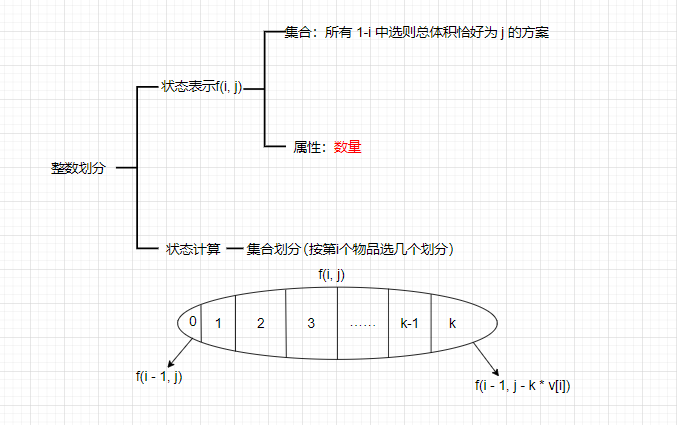 集合：所有 1-i 中选则总体积恰好为 j 的方案
状态表示f(i, j)
属性：数量
整数划分
状态计算
集合划分（按第i个物品选几个划分）
f(i, j)
0 1 2 3 …… k-1 k
f(i - 1, j)
f(i - 1, j - k * v[i])